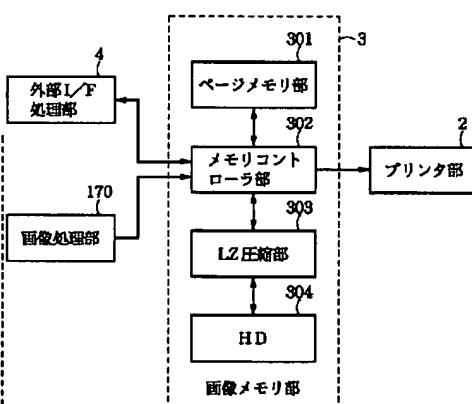 301
3
ページメモリ部
4
外部I/F
処理部
302
メモリコント
ローラ部
2
プリンタ部
170
画像処理部
303
LZ圧縮部
304
HD
画像メモリ部